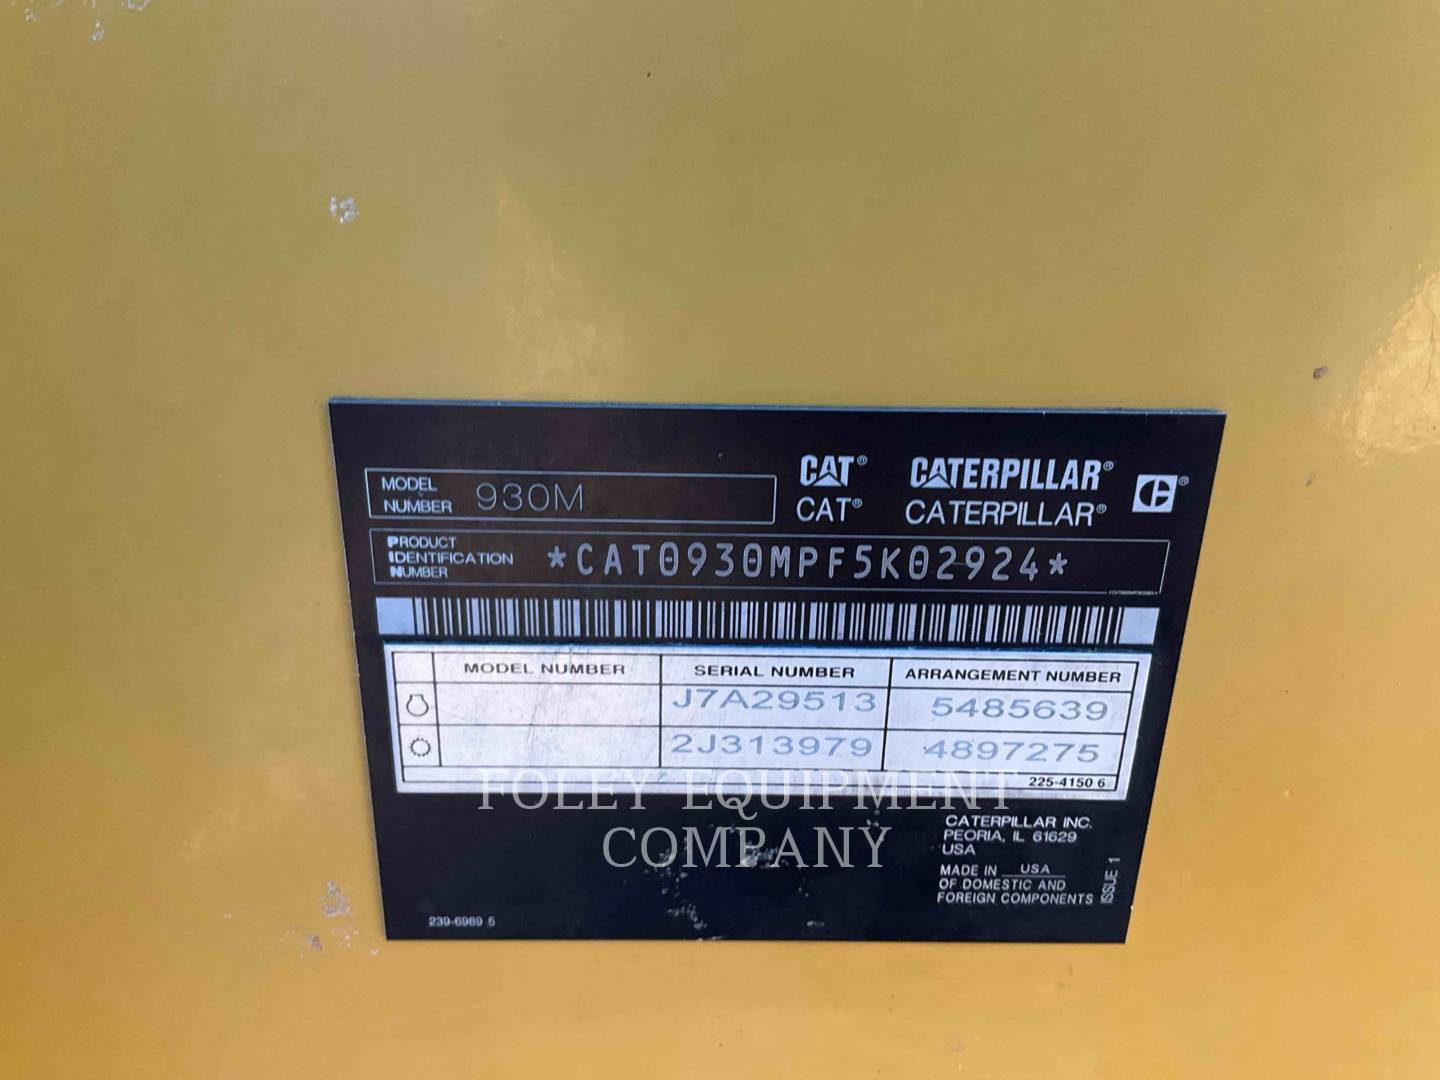 CAT® CATERPILLAR® ®
MODEL
NUMBER 930M
CAT® CATERPILLAR®
PRODUCT
IDENTIFICATION
NUMBER *CAT0930MPF5K02924*
MODEL NUMBER SERIAL NUMBER ARRANGEMENT NUMBER
J7A29513 5485639
2J313979 4897275
225-4150 6
FOLEY EQUIPMENT
COMPANY
CATERPILLAR INC.
PEORIA, IL 61629
USA
MADE IN USA
OF DOMESTIC AND
FOREIGN COMPONENTS
ISSUE 1
239-6989 5